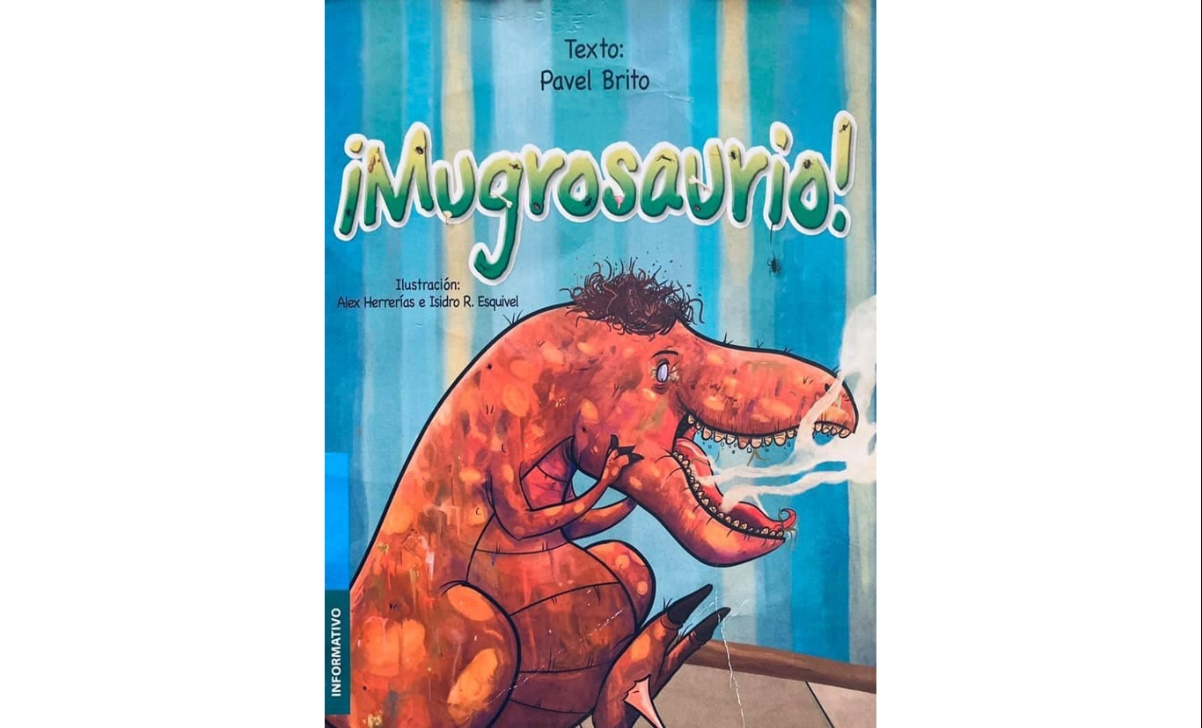 Texto:
Pavel Brito
¡Mugrosaurio!
Ilustración:
Alex Herrerías e Isidro R. Esquivel
INFORMATIVO